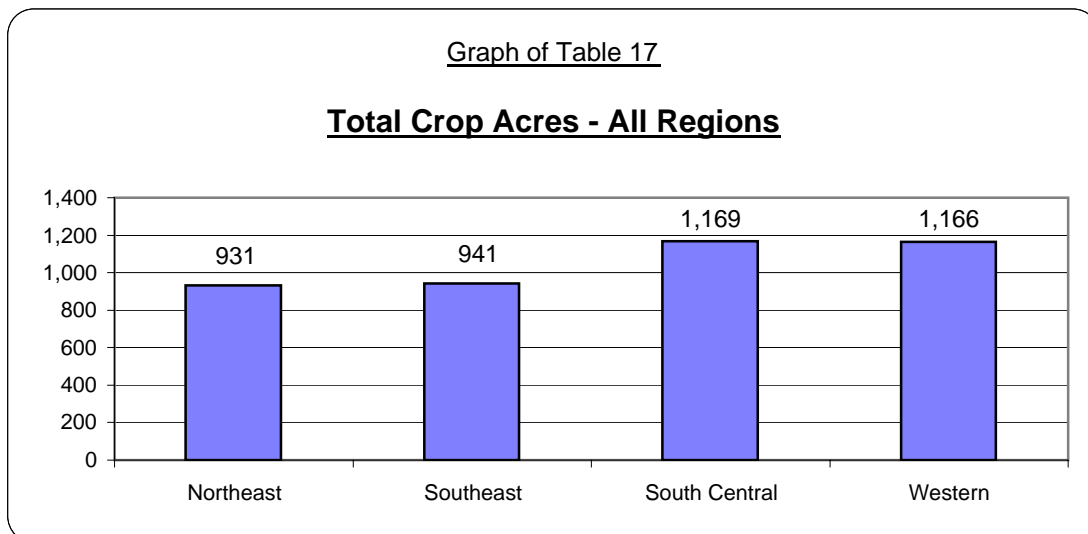 Graph of Table 17
Total Crop Acres - All Regions
1,400
1,200
1,000
800
600
400
200
0
931
941
1,169
1,166
Northeast
Southeast
South Central
Western